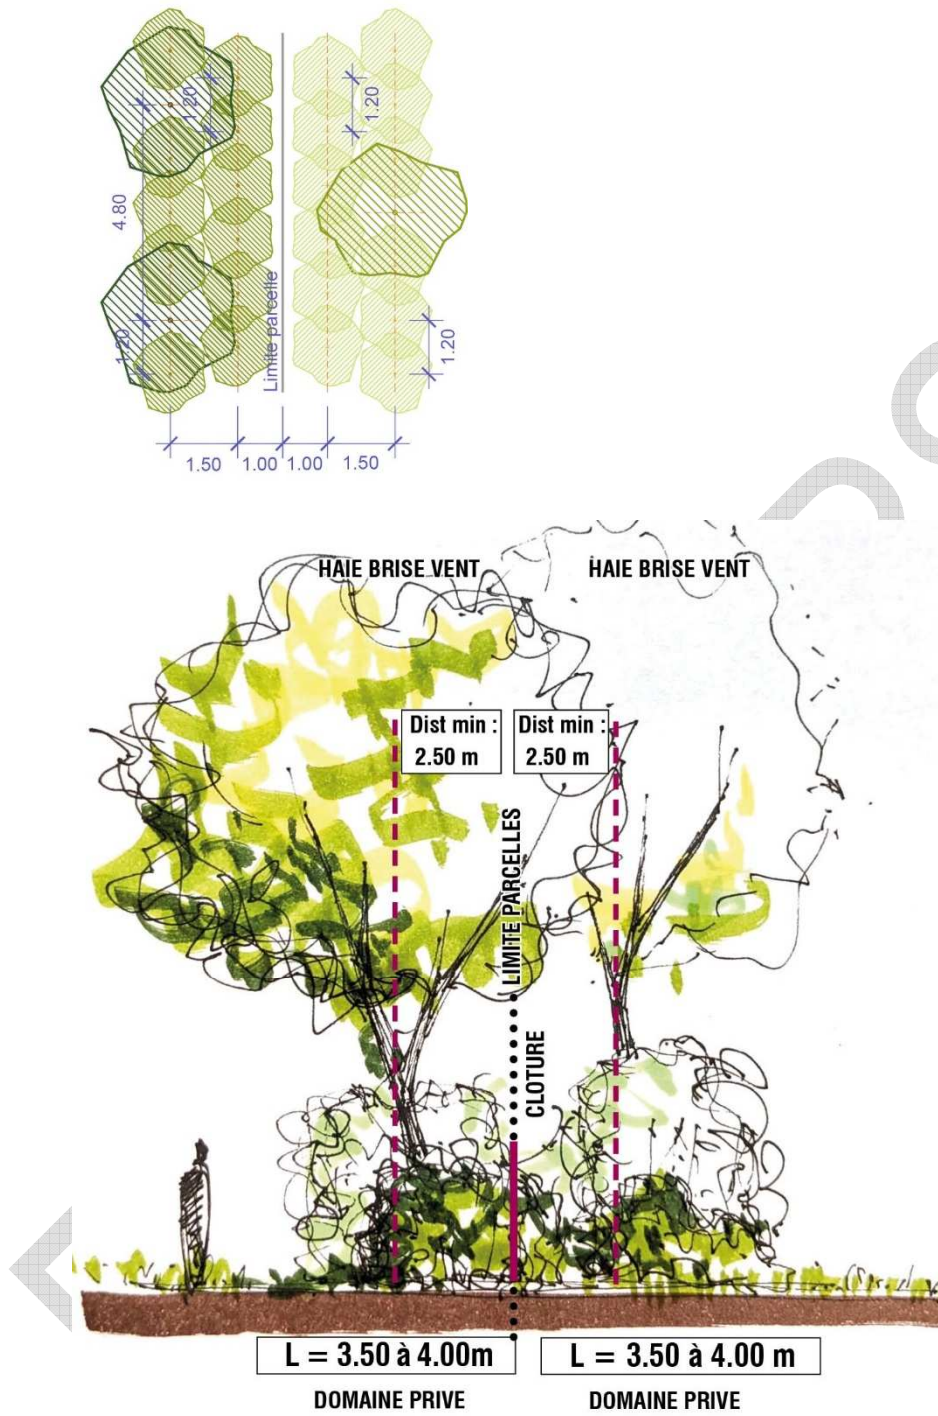 1.20
1.20
4.80
Limite parcelle
1.20
1.20
1.50
1.00
1.00
1.50
HAIE BRISE VENT
HAIE BRISE VENT
Dist min :
2.50 m
Dist min :
2.50 m
LIMITE PARCELLES
CLOTURE
L = 3.50 à 4.00m
L = 3.50 à 4.00 m
DOMAINE PRIVE
DOMAINE PRIVE